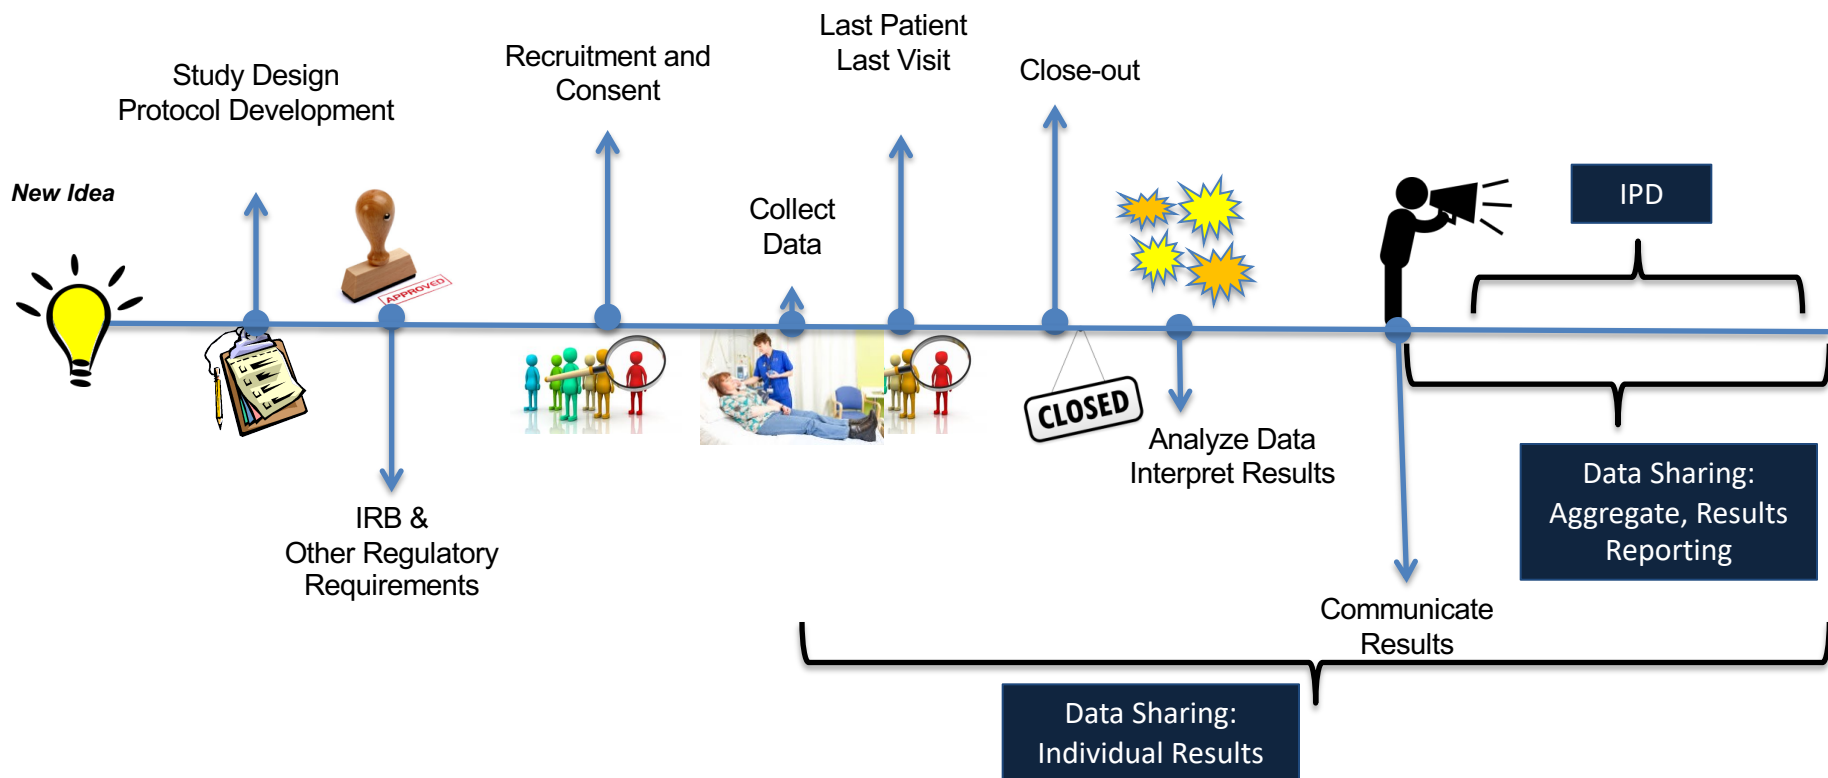 New Idea
Study Design
Protocol Development
APPROVED
IRB &
Other Regulatory
Requirements
Recruitment and
Consent
Collect
Data
Last Patient
Last Visit
Close-out
CLOSED
Analyze Data
Interpret Results
Communicate
Results
IPD
Data Sharing:
Aggregate, Results
Reporting
Data Sharing:
Individual Results